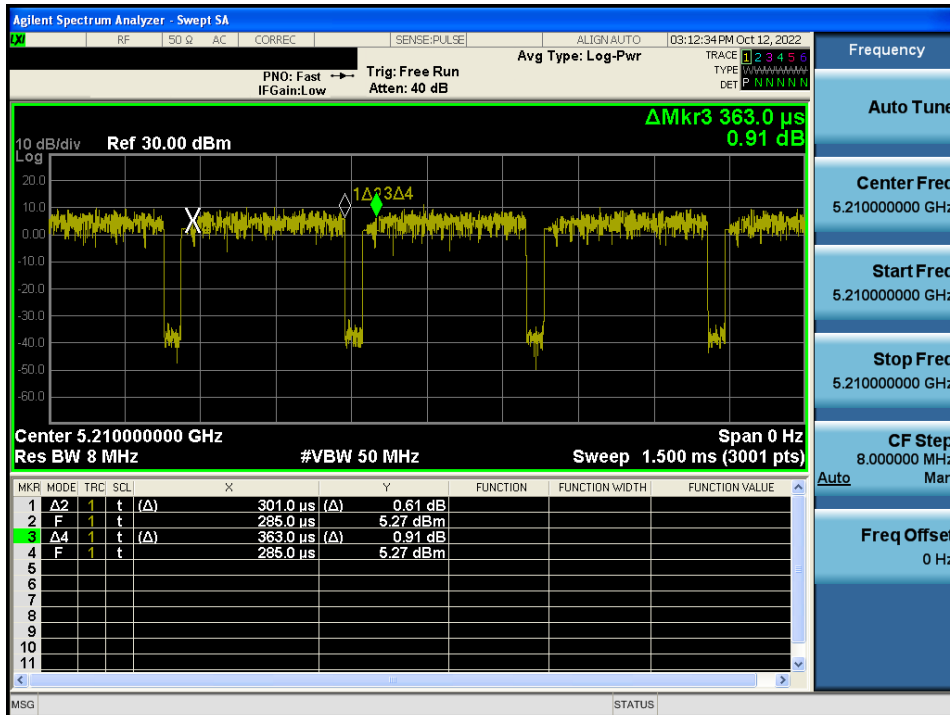 Agilent Spectrum Analyzer - Swept SA
LXI RF 50 Ω AC CORREC SENSE:PULSE ALIGN AUTO 03:12:34 PM Oct 12, 2022
Frequency
Avg Type: Log-Pwr
TRACE 1 2 3 4 5 6
PNO: Fast Trig: Free Run
TYPE
IFGain:Low Atten: 40 dB
DET P N N N N N
Auto Tune
ΔMkr3 363.0 µs
0.91 dB
10 dB/div Ref 30.00 dBm
Log
20.0
10.0
0.00
-10.0
-20.0
-30.0
-40.0
-50.0
-60.0
1Δ2 3Δ4
X
Center Freq
5.210000000 GHz
Start Freq
5.210000000 GHz
Stop Freq
5.210000000 GHz
Center 5.210000000 GHz Span 0 Hz
Res BW 8 MHz #VBW 50 MHz Sweep 1.500 ms (3001 pts)
CF Step
8.000000 MHz
Auto Man
MKR MODE TRC SCL X Y FUNCTION FUNCTION WIDTH FUNCTION VALUE
1 Δ2 1 t (Δ) 301.0 µs (Δ) 0.61 dB
2 F 1 t 285.0 µs 5.27 dBm
3 Δ4 1 t (Δ) 363.0 µs (Δ) 0.91 dB
4 F 1 t 285.0 µs 5.27 dBm
5
6
7
8
9
10
11
Freq Offset
0 Hz
MSG STATUS